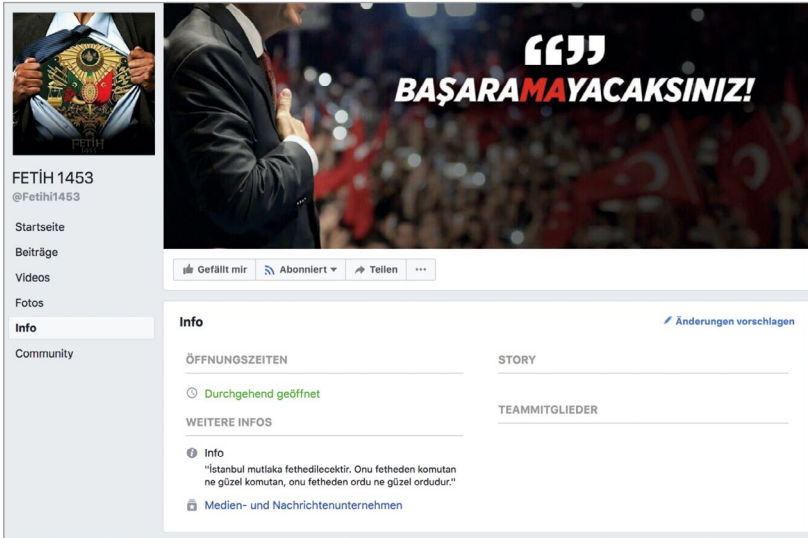 BAŞARAMAYACAKSINIZ!
FETİH
1453
FETİH 1453
@Fetihi1453
Startseite
Beiträge
Videos
Fotos
Info
Community
Gefällt mir
Abonniert
Teilen
Info
Änderungen vorschlagen
ÖFFNUNGSZEITEN
Durchgehend geöffnet
WEITERE INFOS
Info
"İstanbul mutlaka fethedilecektir. Onu fetheden komutan
ne güzel komutan, onu fetheden ordu ne güzel ordudur."
Medien- und Nachrichtenunternehmen
STORY
TEAMMITGLIEDER